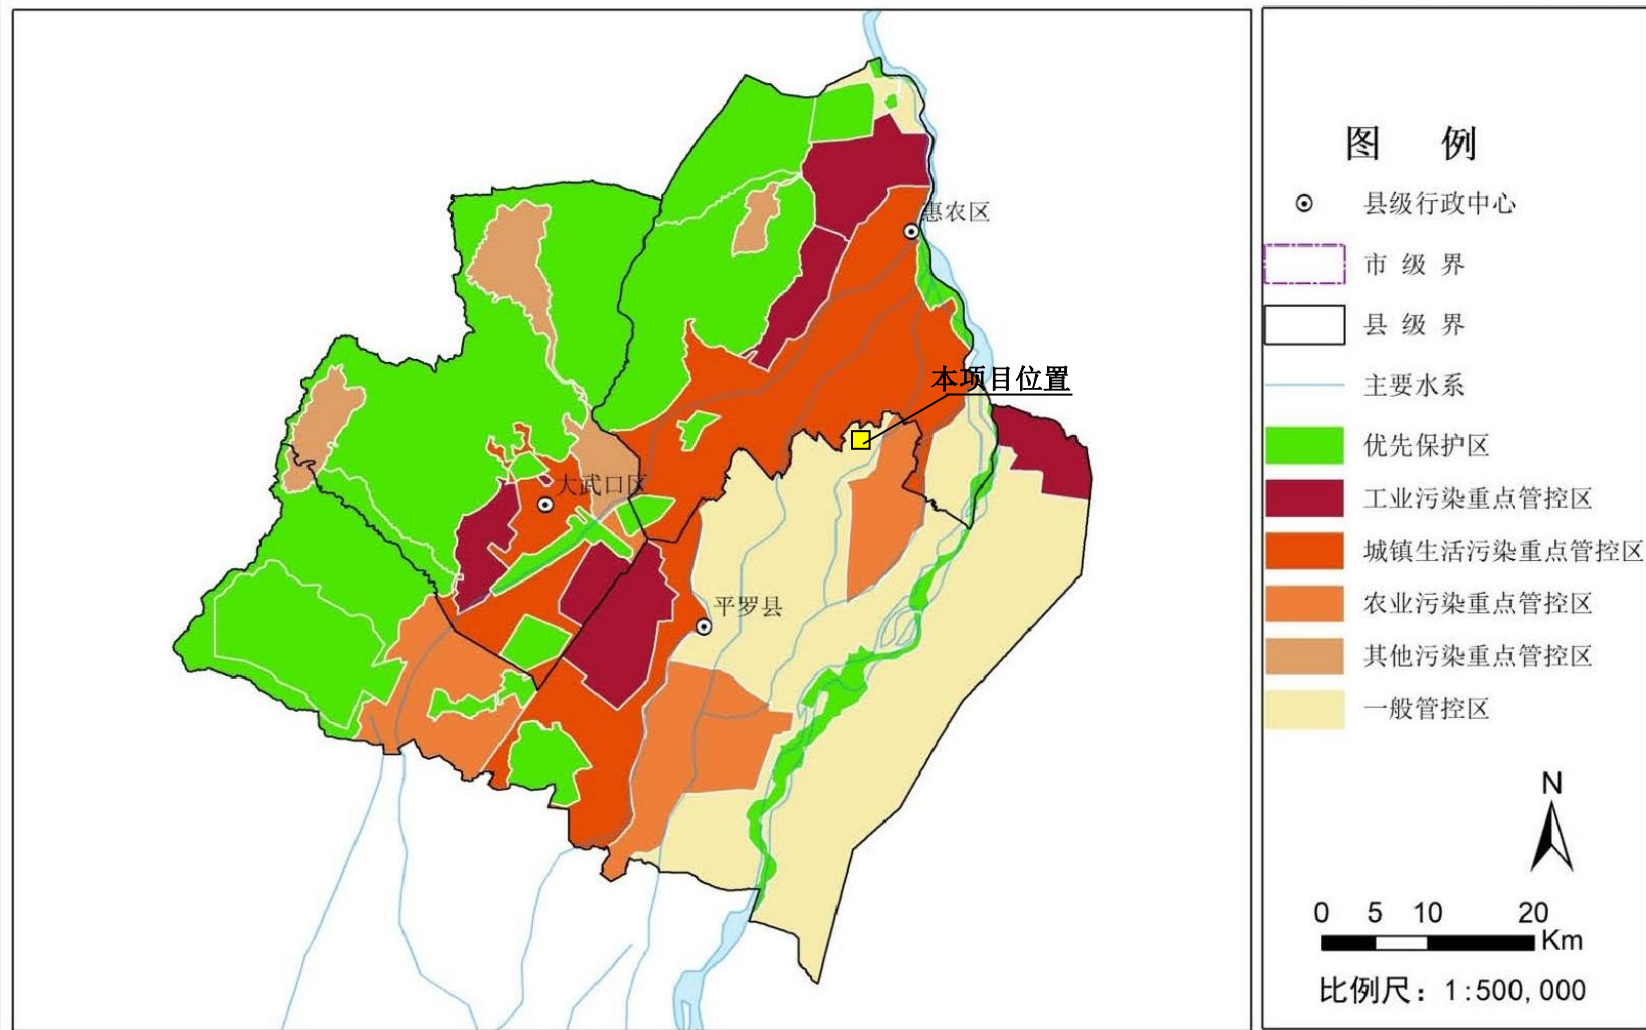 惠农区
本项目位置
大武口区
平罗县
图 例
县级行政中心
市 级 界
县 级 界
主要水系
优先保护区
工业污染重点管控区
城镇生活污染重点管控区
农业污染重点管控区
其他污染重点管控区
一般管控区
N
0 5 10 20
Km
比例尺：1:500,000